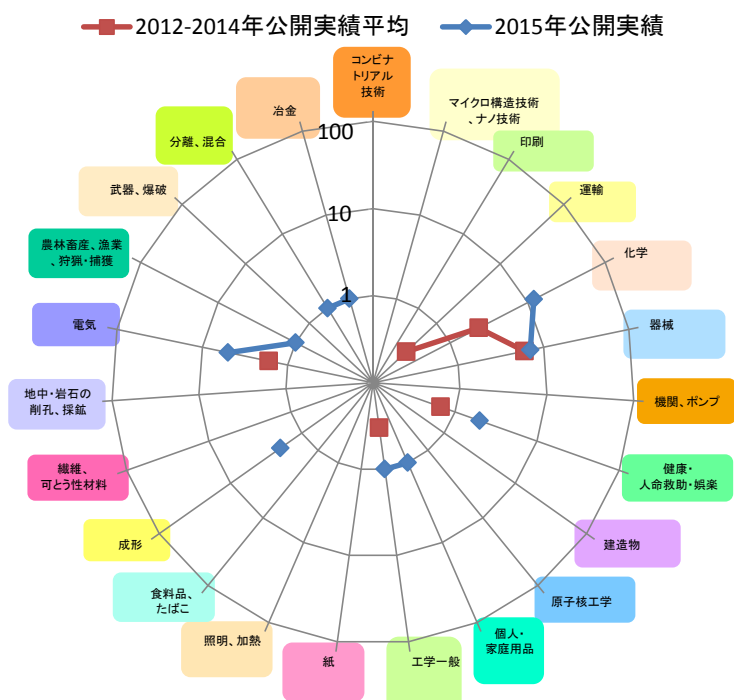 2012-2014年公開実績平均
2015年公開実績
コンビナ
トリアル
技術
マイクロ構造技術
、ナノ技術
印刷
運輸
化学
器械
機関、ポンプ
健康・
人命救助・娯楽
建造物
原子核工学
個人・
家庭用品
工学一般
紙
照明、加熱
食料品、
たばこ
成形
繊維、
可とう性材料
地中・岩石の
削孔、採鉱
電気
農林畜産、漁業
、狩猟・捕獲
武器、爆破
分離、混合
冶金
100
10
1